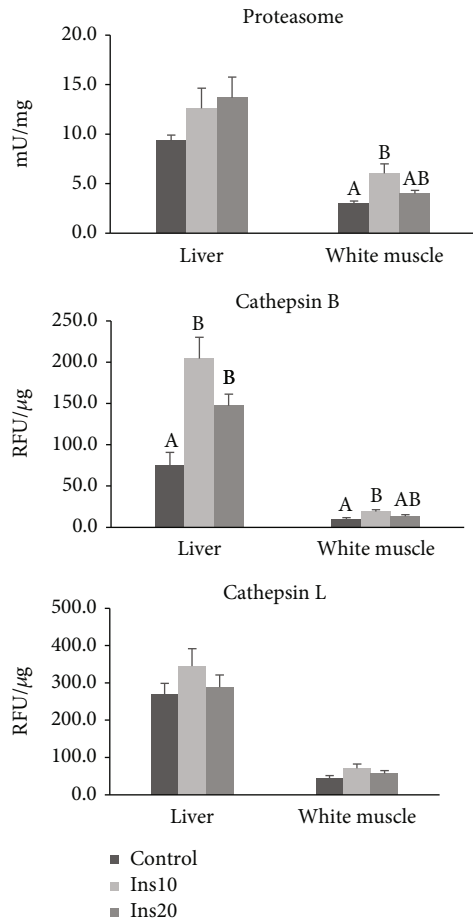 Proteasome
20.0
15.0
10.0
5.0
0.0
mU/mg
A
B
AB
Liver
White muscle
Cathepsin B
250.0
200.0
150.0
100.0
50.0
0.0
RFU/µg
A
B
B
A
B
AB
Liver
White muscle
Cathepsin L
500.0
400.0
300.0
200.0
100.0
0.0
RFU/µg
Liver
White muscle
Control
Ins10
Ins20